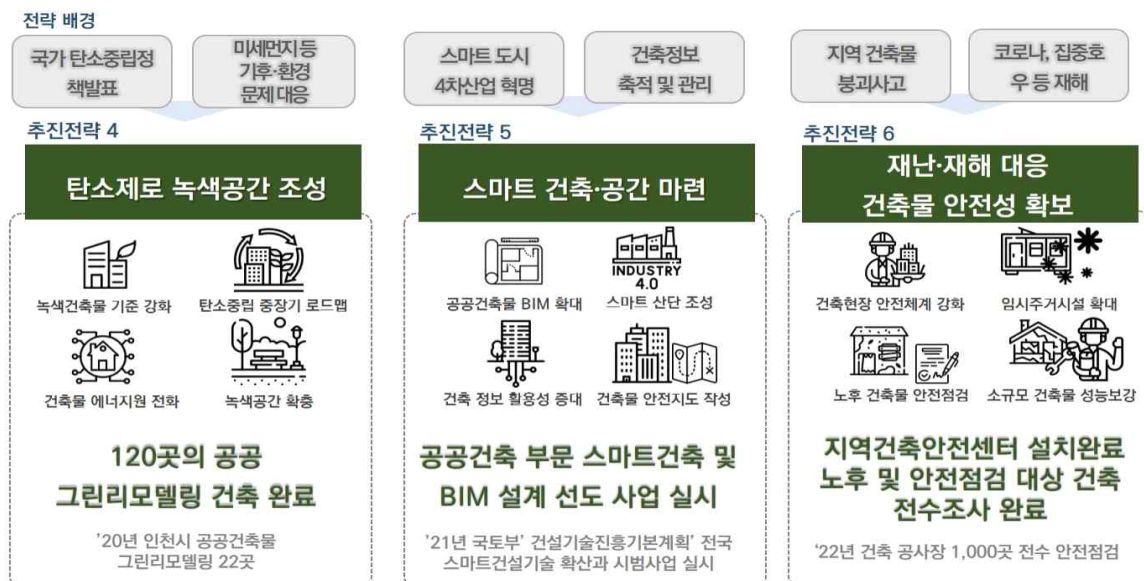 전략 배경
국가 탄소중립정
책발표
미세먼지 등
기후·환경
문제 대응
추진전략 4
탄소제로 녹색공간 조성
녹색건축물 기준 강화
탄소중립 중장기 로드맵
건축물 에너지원 전화
녹색공간 확충
120곳의 공공
그린리모델링 건축 완료
'20년 인천시 공공건축물
그린리모델링 22곳
스마트 도시
4차산업 혁명
건축정보
축적 및 관리
추진전략 5
스마트 건축·공간 마련
공공건축물 BIM 확대
INDUSTRY
4.0
스마트 산단 조성
건축 정보 활용성 증대
건축물 안전지도 작성
공공건축 부문 스마트건축 및
BIM 설계 선도 사업 실시
'21년 국토부' 건설기술진흥기본계획' 전국
스마트건설기술 확산과 시범사업 실시
지역 건축물
붕괴사고
코로나, 집중호
우 등 재해
추진전략 6
재난·재해 대응
건축물 안전성 확보
건축현장 안전체계 강화
임시주거시설 확대
노후 건축물 안전점검
소규모 건축물 성능보강
지역건축안전센터 설치완료
노후 및 안전점검 대상 건축
전수조사 완료
'22년 건축 공사장 1,000곳 전수 안전점검